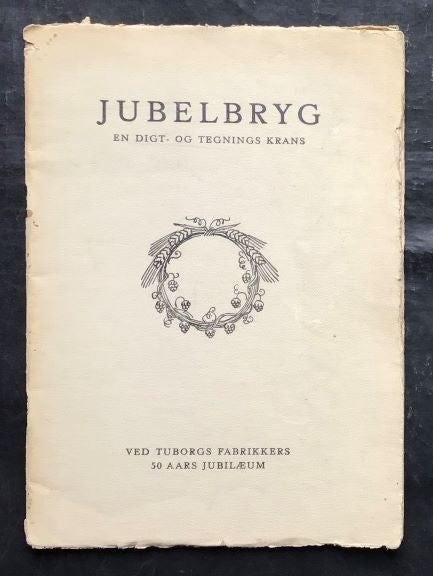 JUBELBRYG
EN DIGT- OG TEGNINGS KRANS
VED TUBORGS FABRIKKERS
50 AARS JUBILÆUM